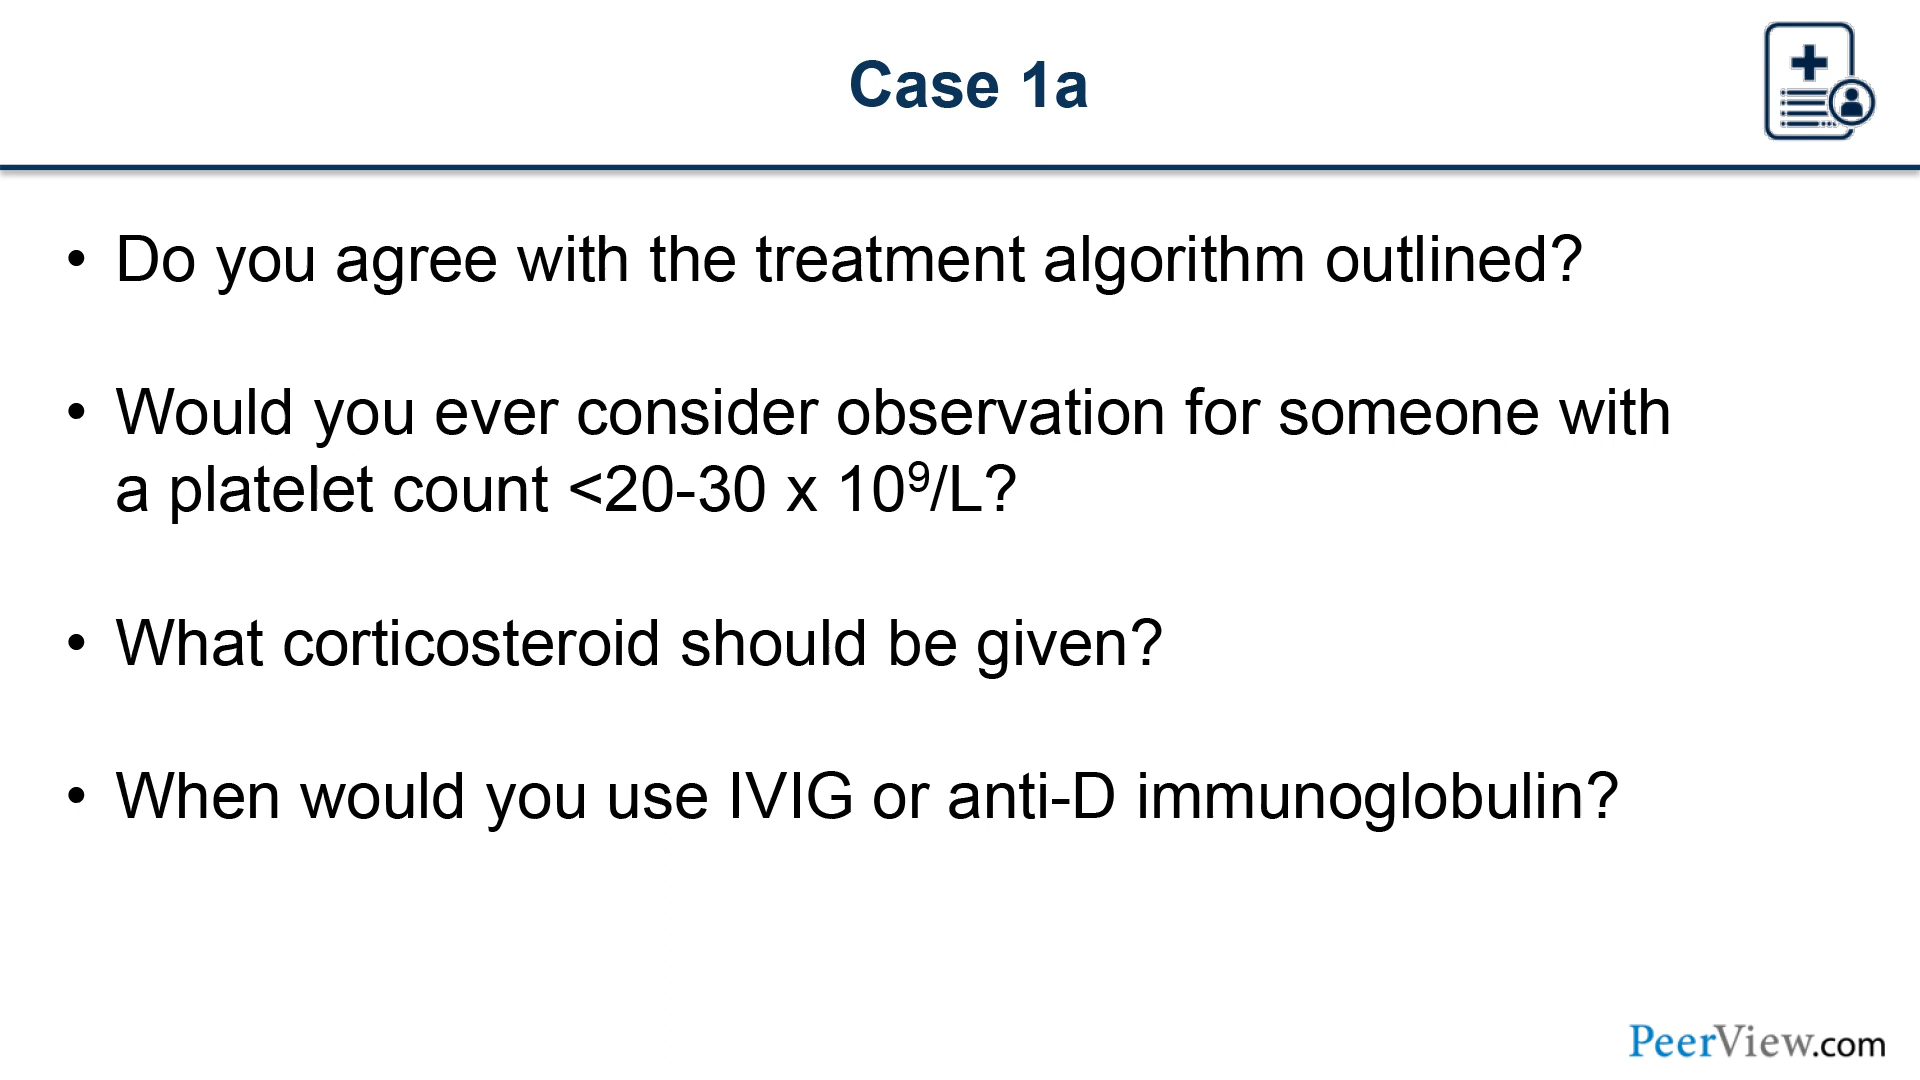 Case 1a
• Do you agree with the treatment algorithm outlined?
• Would you ever consider observation for someone with
a platelet count <20-30 x 10⁹/L?
• What corticosteroid should be given?
• When would you use IVIG or anti-D immunoglobulin?
PeerView.com